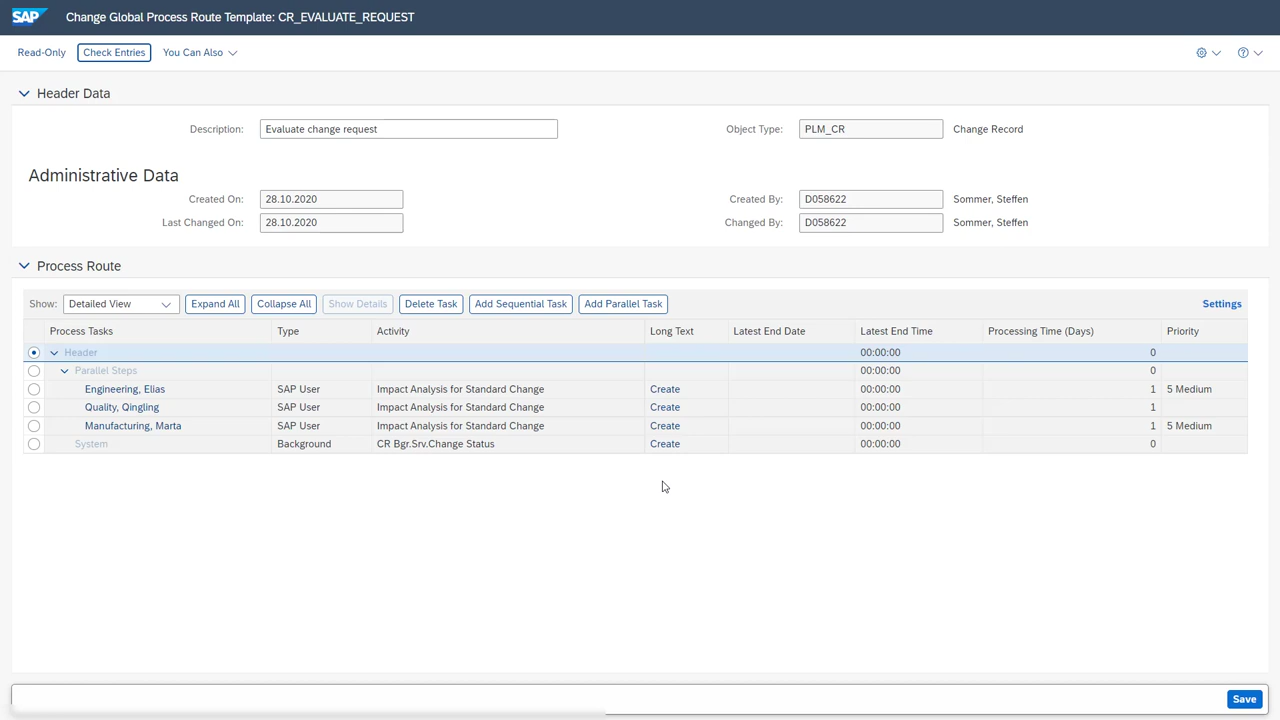 SAP Change Global Process Route Template: CR_EVALUATE_REQUEST
Read-Only Check Entries You Can Also
Header Data
Description: Evaluate change request Object Type: PLM_CR Change Record
Administrative Data
Created On: 28.10.2020 Created By: D058622 Sommer, Steffen
Last Changed On: 28.10.2020 Changed By: D058622 Sommer, Steffen
Process Route
Show: Detailed View Expand All Collapse All Show Details Delete Task Add Sequential Task Add Parallel Task Settings
Process Tasks Type Activity Long Text Latest End Date Latest End Time Processing Time (Days) Priority
Header 00:00:00 0
Parallel Steps 00:00:00 0
Engineering, Elias SAP User Impact Analysis for Standard Change Create 00:00:00 1 5 Medium
Quality, Qingling SAP User Impact Analysis for Standard Change Create 00:00:00 1
Manufacturing, Marta SAP User Impact Analysis for Standard Change Create 00:00:00 1 5 Medium
System Background CR Bgr.Srv.Change Status Create 00:00:00 0
Save